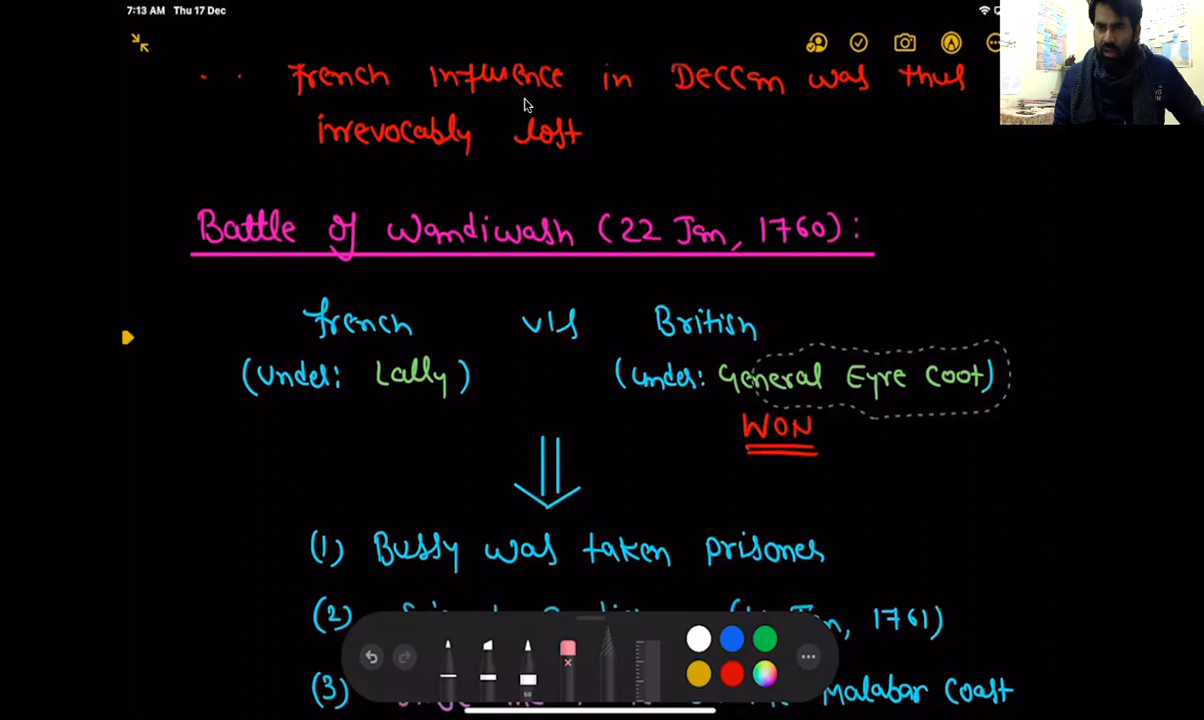 7:13 AM Thu 17 Dec
French influence in Deccan was thus
irrevocably lost
Battle of Wandiwash (22 Jan, 1760) :
French v/s British
(Under: Lally) (Under: General Eyre Coot)
WON
(1) Bussy was taken prisoner
(2) Jan, 1761)
(3) Malabar Coast